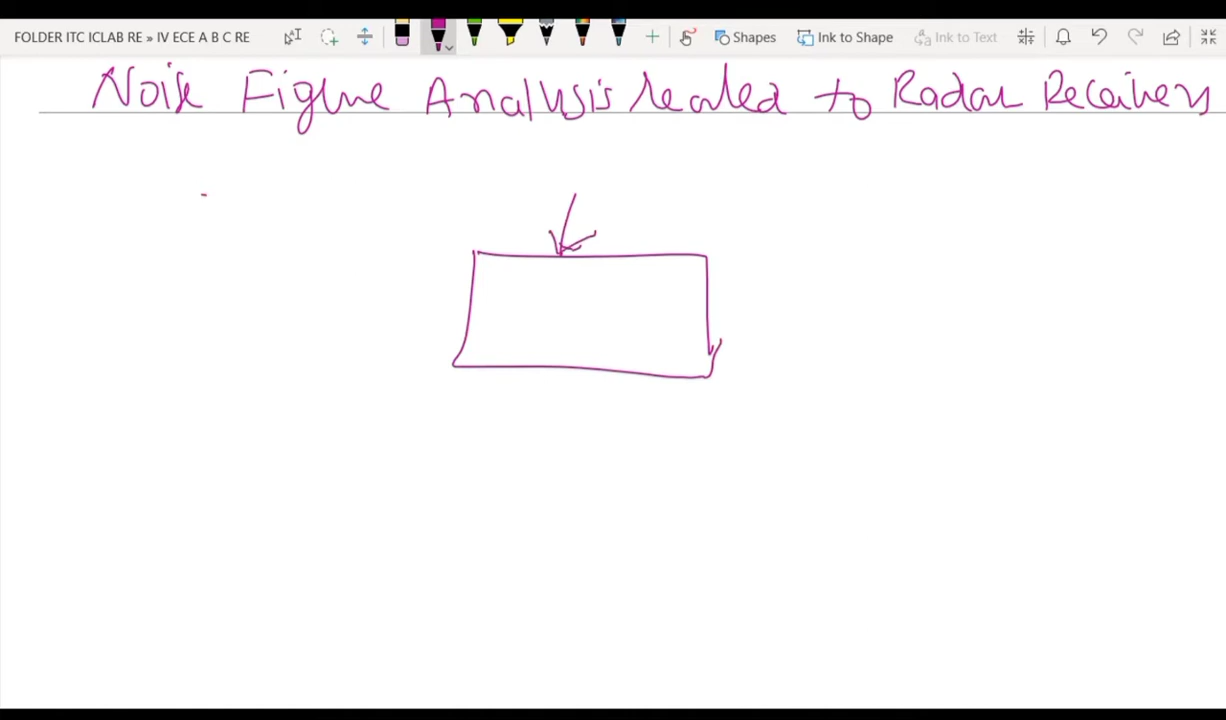 FOLDER ITC ICLAB RE » IV ECE A B C RE Shapes Ink to Shape Ink to Text
Noise Figure Analysis realed to Radar Receivers